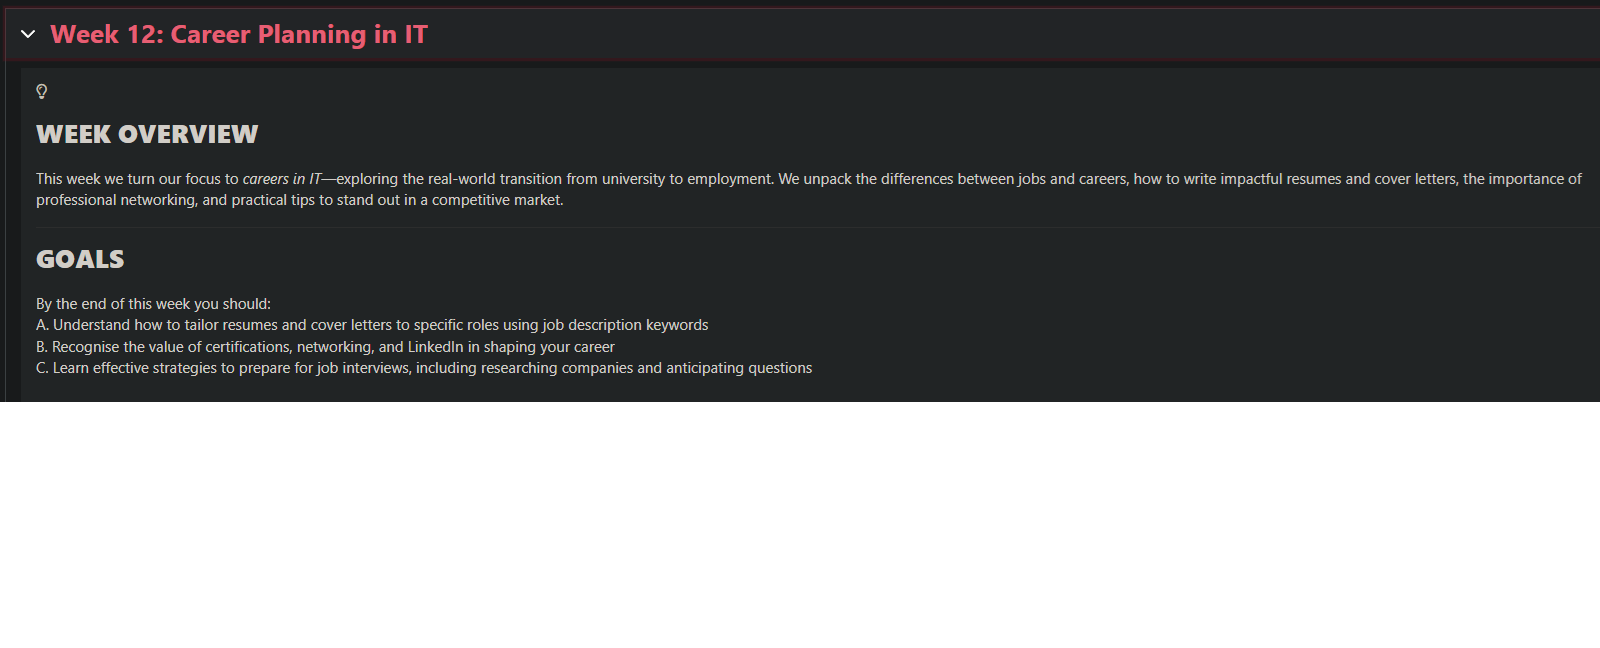 Week 12: Career Planning in IT
WEEK OVERVIEW
This week we turn our focus to careers in IT—exploring the real-world transition from university to employment. We unpack the differences between jobs and careers, how to write impactful resumes and cover letters, the importance of
professional networking, and practical tips to stand out in a competitive market.
GOALS
By the end of this week you should:
A. Understand how to tailor resumes and cover letters to specific roles using job description keywords
B. Recognise the value of certifications, networking, and LinkedIn in shaping your career
C. Learn effective strategies to prepare for job interviews, including researching companies and anticipating questions